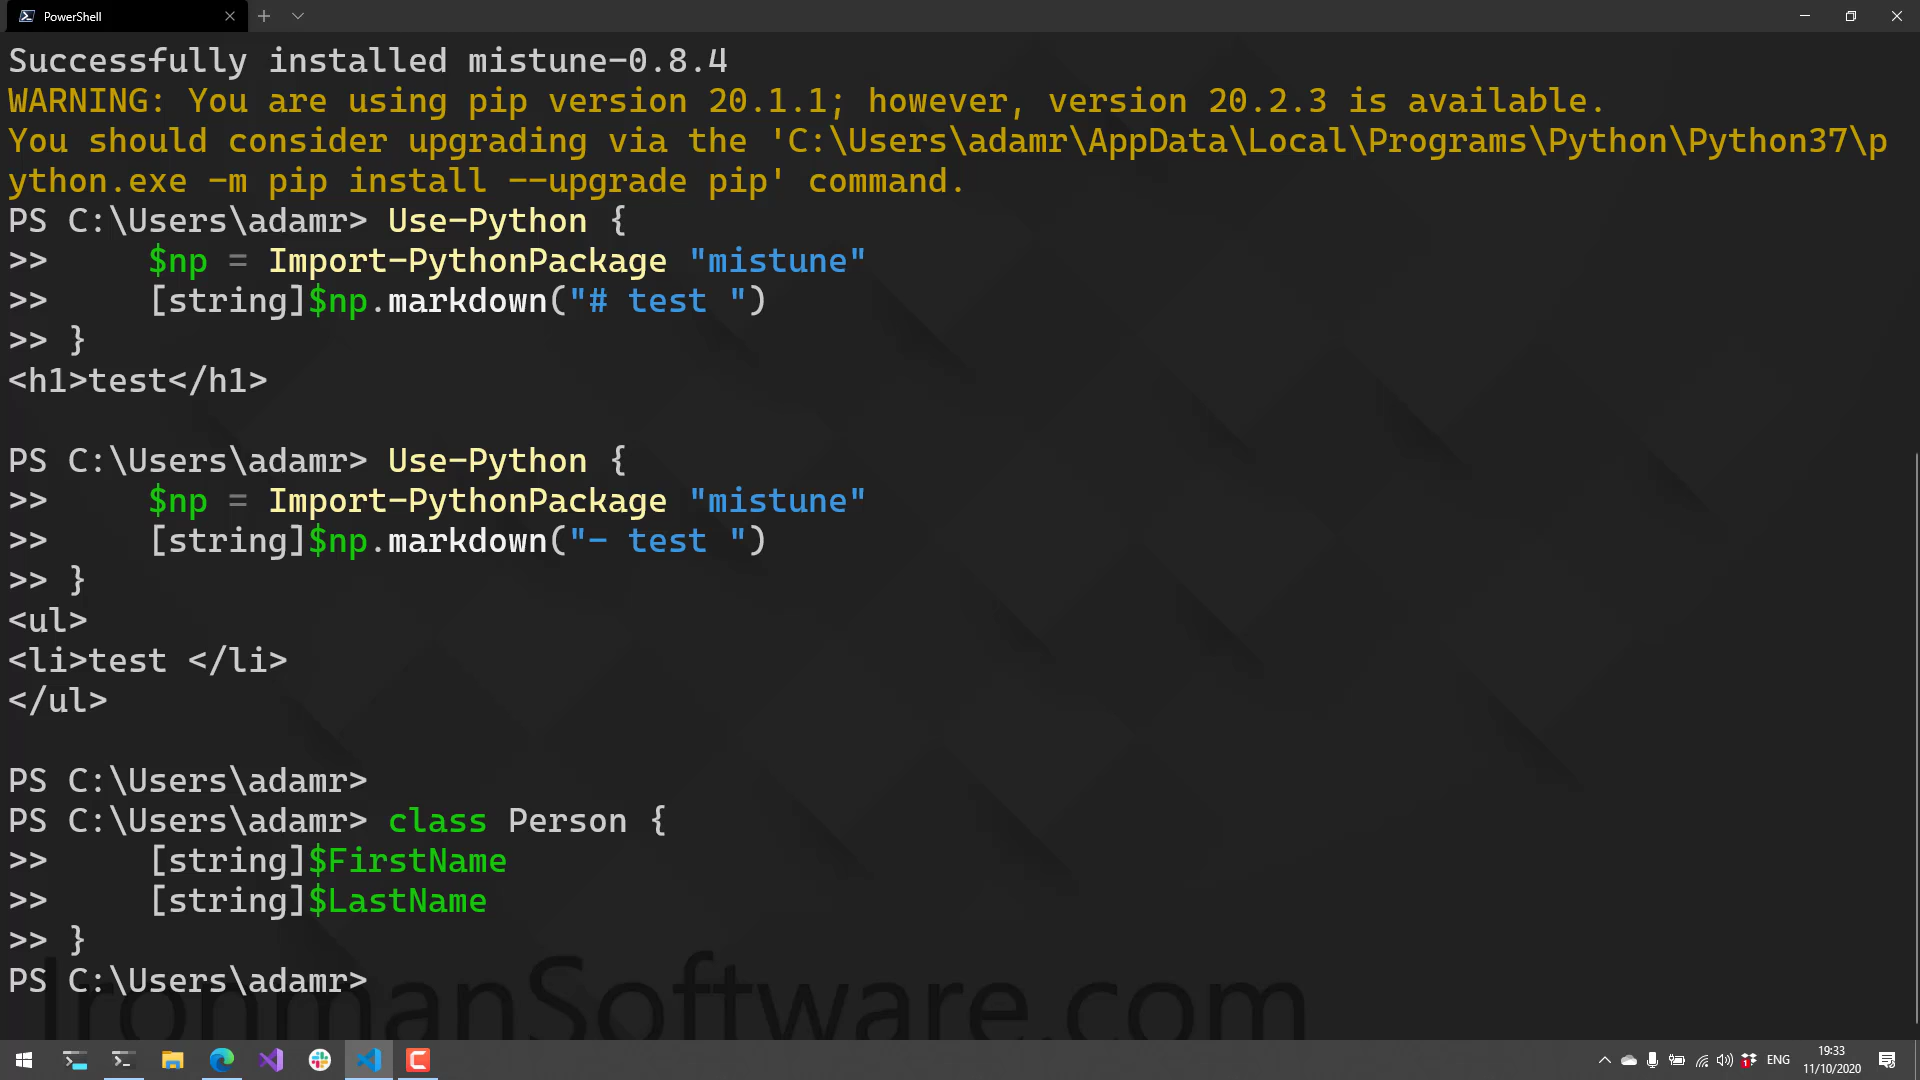 PowerShell
Successfully installed mistune-0.8.4
WARNING: You are using pip version 20.1.1; however, version 20.2.3 is available.
You should consider upgrading via the 'C:\Users\adamr\AppData\Local\Programs\Python\Python37\p
ython.exe -m pip install --upgrade pip' command.
PS C:\Users\adamr> Use-Python {
>>     $np = Import-PythonPackage "mistune"
>>     [string]$np.markdown("# test ")
>> }
<h1>test</h1>
PS C:\Users\adamr> Use-Python {
>>     $np = Import-PythonPackage "mistune"
>>     [string]$np.markdown("- test ")
>> }
<ul>
<li>test </li>
</ul>
PS C:\Users\adamr>
PS C:\Users\adamr> class Person {
>>     [string]$FirstName
>>     [string]$LastName
>> }
PS C:\Users\adamr>
IronmanSoftware.com
ENG
19:33
11/10/2020